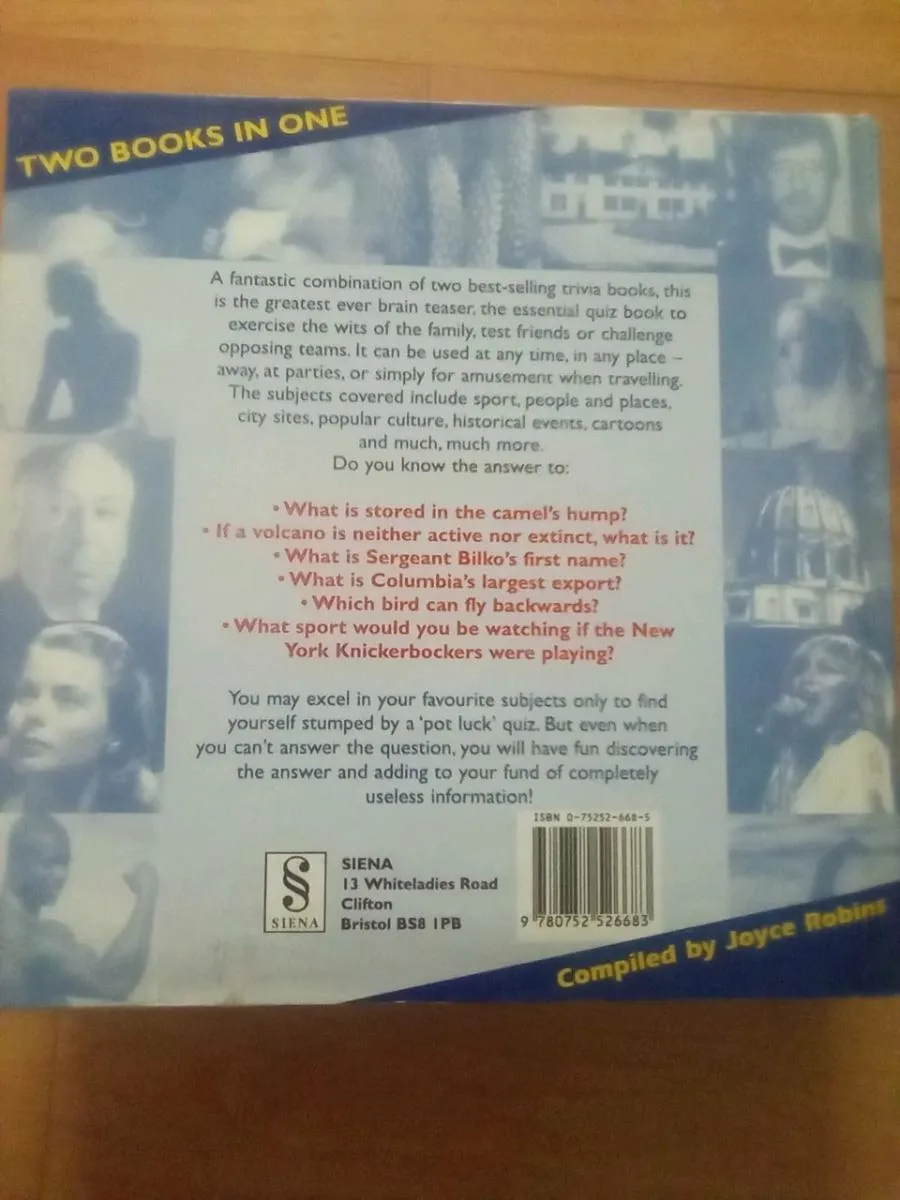 TWO BOOKS IN ONE
A fantastic combination of two best-selling trivia books, this
is the greatest ever brain teaser, the essential quiz book to
exercise the wits of the family, test friends or challenge
opposing teams. It can be used at any time, in any place –
away, at parties, or simply for amusement when travelling.
The subjects covered include sport, people and places,
city sites, popular culture, historical events, cartoons
and much, much more.
Do you know the answer to:
• What is stored in the camel's hump?
• If a volcano is neither active nor extinct, what is it?
• What is Sergeant Bilko's first name?
• What is Columbia's largest export?
• Which bird can fly backwards?
• What sport would you be watching if the New
York Knickerbockers were playing?
You may excel in your favourite subjects only to find
yourself stumped by a 'pot luck' quiz. But even when
you can't answer the question, you will have fun discovering
the answer and adding to your fund of completely
useless information!
ISBN 0-75252-668-5
9 780752 526683
SIENA
SIENA
13 Whiteladies Road
Clifton
Bristol BS8 1PB
Compiled by Joyce Robins